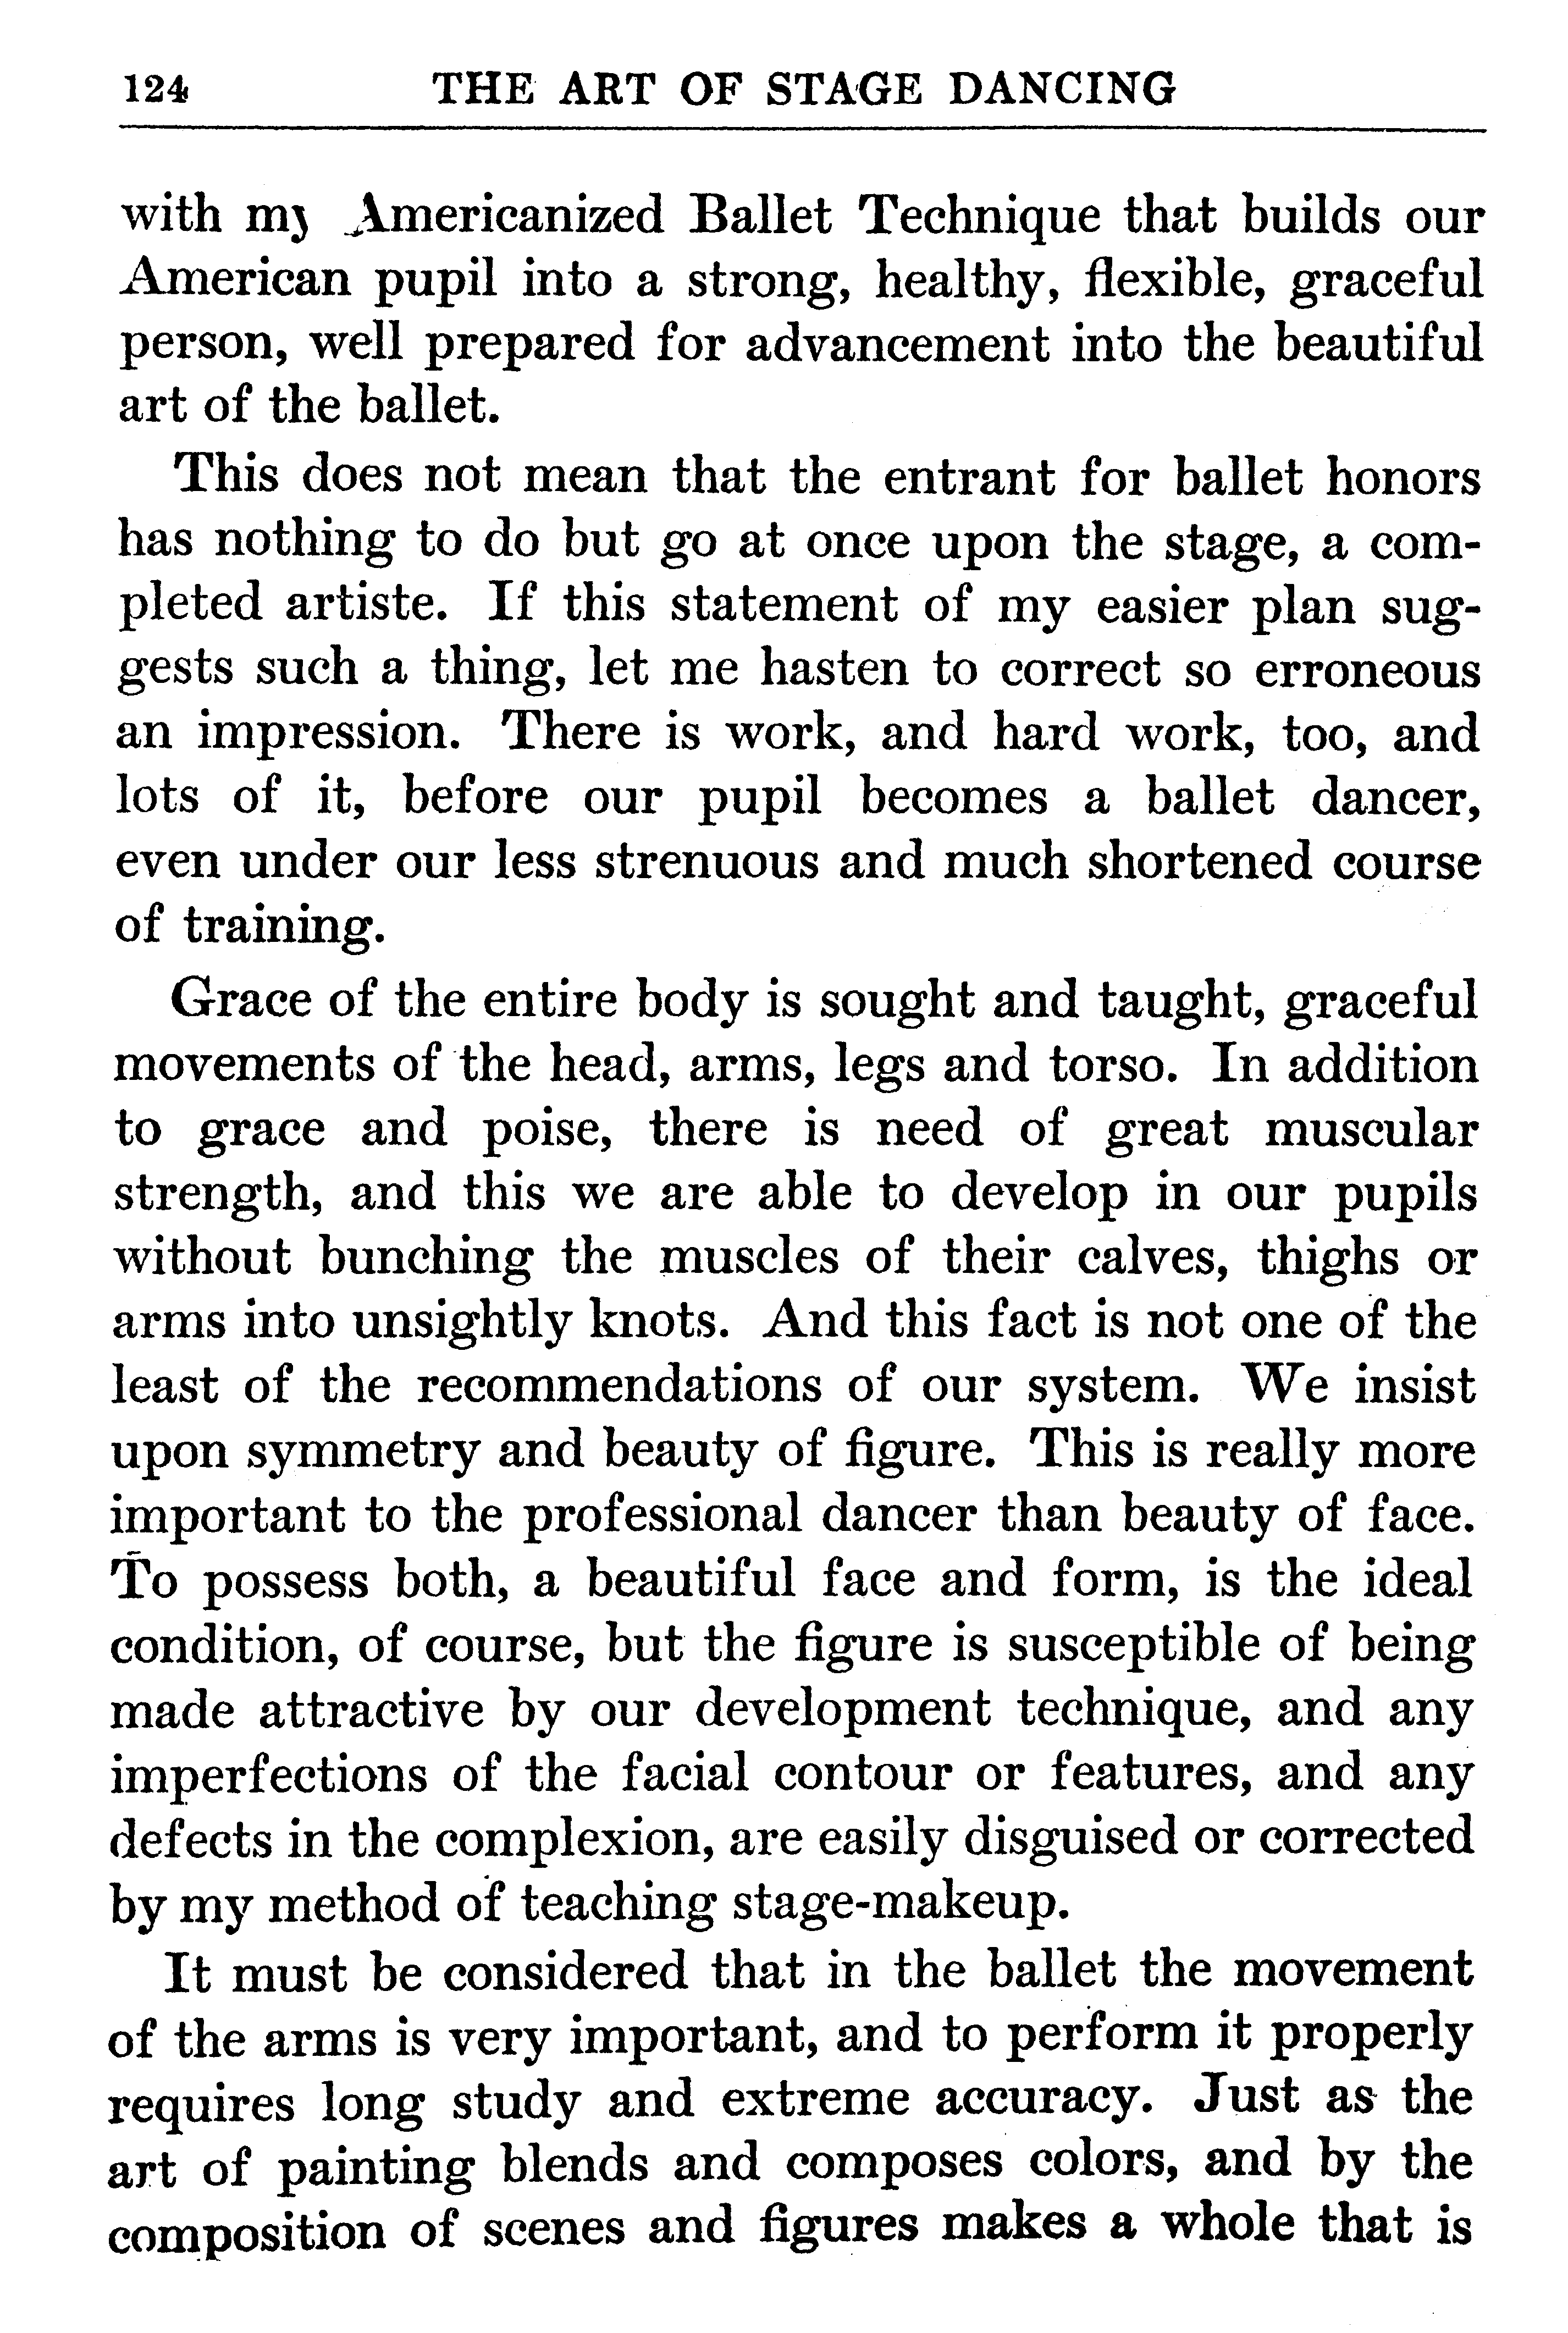 124 THE ART OF STAGE DANCING
with my Americanized Ballet Technique that builds our
American pupil into a strong, healthy, flexible, graceful
person, well prepared for advancement into the beautiful
art of the ballet.
This does not mean that the entrant for ballet honors
has nothing to do but go at once upon the stage, a com-
pleted artiste. If this statement of my easier plan sug-
gests such a thing, let me hasten to correct so erroneous
an impression. There is work, and hard work, too, and
lots of it, before our pupil becomes a ballet dancer,
even under our less strenuous and much shortened course
of training.
Grace of the entire body is sought and taught, graceful
movements of the head, arms, legs and torso. In addition
to grace and poise, there is need of great muscular
strength, and this we are able to develop in our pupils
without bunching the muscles of their calves, thighs or
arms into unsightly knots. And this fact is not one of the
least of the recommendations of our system. We insist
upon symmetry and beauty of figure. This is really more
important to the professional dancer than beauty of face.
To possess both, a beautiful face and form, is the ideal
condition, of course, but the figure is susceptible of being
made attractive by our development technique, and any
imperfections of the facial contour or features, and any
defects in the complexion, are easily disguised or corrected
by my method of teaching stage-makeup.
It must be considered that in the ballet the movement
of the arms is very important, and to perform it properly
requires long study and extreme accuracy. Just as the
art of painting blends and composes colors, and by the
composition of scenes and figures makes a whole that is